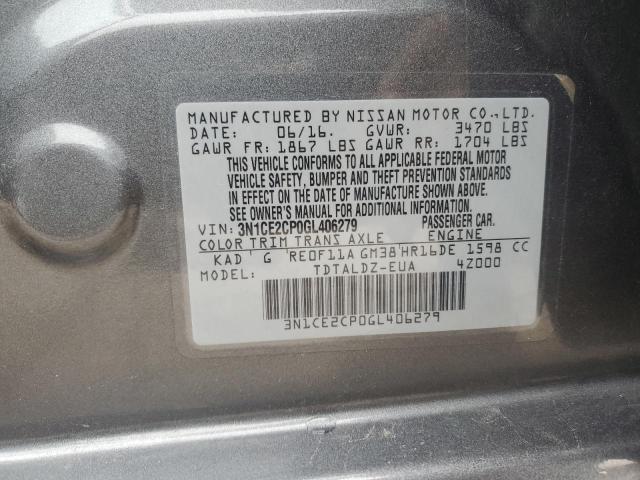 MANUFACTURED BY NISSAN MOTOR CO.,LTD.
DATE: 06/16. GVWR: 3470 LBS
GAWR FR: 1867 LBS GAWR RR: 1704 LBS
THIS VEHICLE CONFORMS TO ALL APPLICABLE FEDERAL MOTOR
VEHICLE SAFETY, BUMPER AND THEFT PREVENTION STANDARDS
IN EFFECT ON THE DATE OF MANUFACTURE SHOWN ABOVE.
SEE OWNER'S MANUAL FOR ADDITIONAL INFORMATION.
VIN: 3N1CE2CP0GL406279 PASSENGER CAR.
COLOR TRIM TRANS AXLE ENGINE
KAD G RE0F11A GM38 HR16DE 1598 CC
TDTALDZ-EUA 4Z000
3N1CE2CP0GL406279